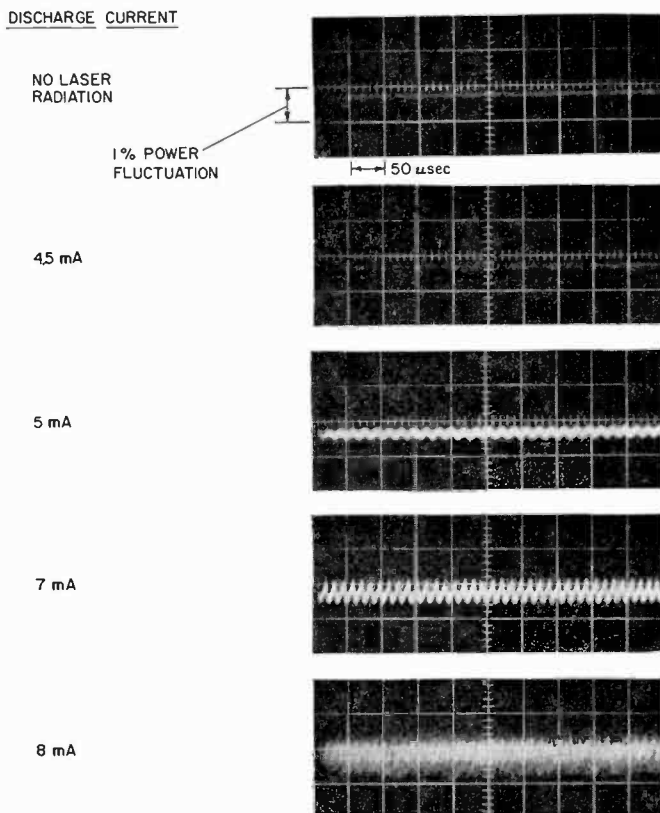 DISCHARGE CURRENT
NO LASER
RADIATION
1% POWER
FLUCTUATION
50 µsec
4.5 mA
5 mA
7 mA
8 mA